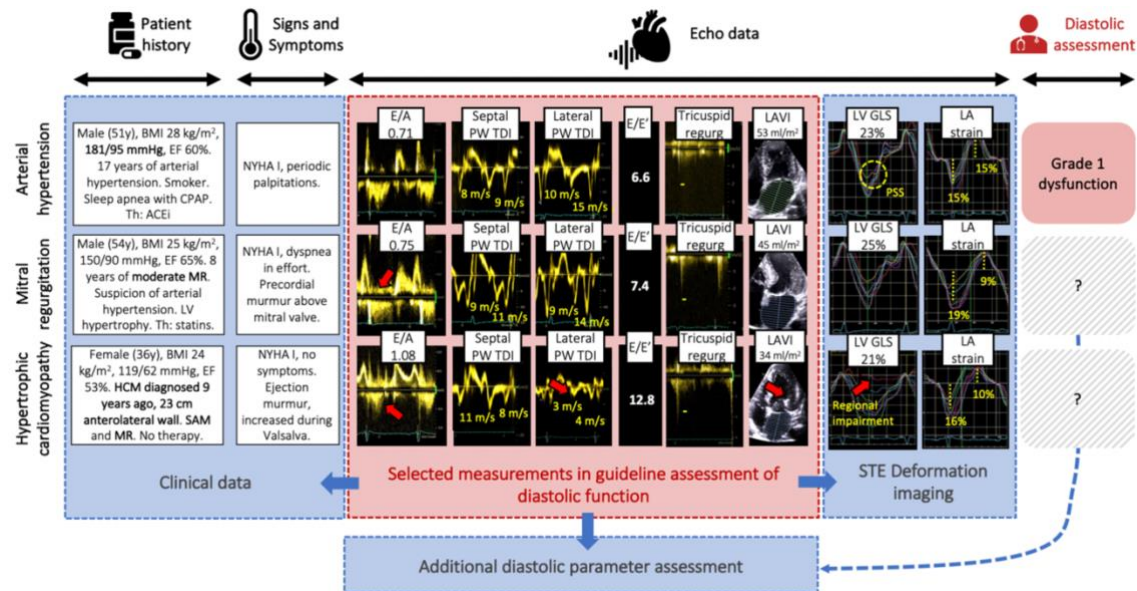 Patient
history
Signs and
Symptoms
Echo data
Diastolic
assessment
Arterial
hypertension
Male (51y), BMI 28 kg/m², 
181/95 mmHg, EF 60%.
17 years of arterial
hypertension. Smoker.
Sleep apnea with CPAP.
Th: ACEi
NYHA I, periodic
palpitations.
E/A
0.71
Septal
PW TDI
8 m/s
9 m/s
Lateral
PW TDI
10 m/s
15 m/s
E/E'
6.6
Tricuspid
regurg
LAVI
53 ml/m²
LV GLS
23%
PSS
LA
strain
15%
15%
Grade 1
dysfunction
Mitral
regurgitation
Male (54y), BMI 25 kg/m²,
150/90 mmHg, EF 65%. 8
years of moderate MR.
Suspicion of arterial
hypertension. LV
hypertrophy. Th: statins.
NYHA I, dyspnea
in effort.
Precordial
murmur above
mitral valve.
E/A
0.75
Septal
PW TDI
9 m/s
11 m/s
Lateral
PW TDI
9 m/s
14 m/s
E/E'
7.4
Tricuspid
regurg
LAVI
45 ml/m²
LV GLS
25%
LA
strain
19%
9%
?
Hypertrophic
cardiomyopathy
Female (36y), BMI 24
kg/m², 119/62 mmHg, EF
53%. HCM diagnosed 9
years ago, 23 cm
anterolateral wall. SAM
and MR. No therapy.
NYHA I, no
symptoms.
Ejection
murmur,
increased during
Valsalva.
E/A
1.08
Septal
PW TDI
11 m/s
8 m/s
Lateral
PW TDI
3 m/s
4 m/s
E/E'
12.8
Tricuspid
regurg
LAVI
34 ml/m²
LV GLS
21%
Regional
impairment
LA
strain
16%
10%
?
Clinical data
Selected measurements in guideline assessment of
diastolic function
STE Deformation
imaging
Additional diastolic parameter assessment